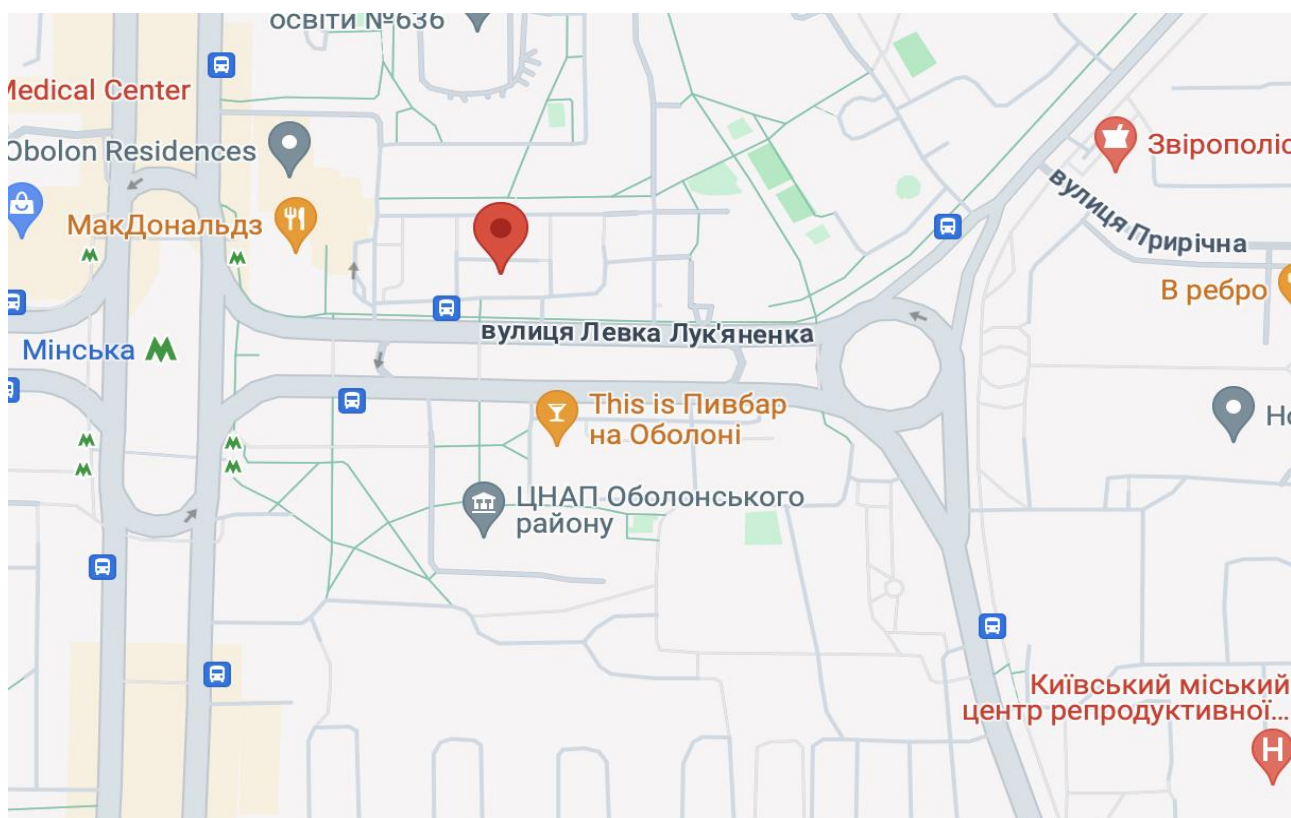 освіти №636
Medical Center
Obolon Residences
МакДональдз
Звірополіс
вулиця Прирічна
В ребро
вулиця Левка Лук'яненка
Мінська
This is Пивбар
на Оболоні
ЦНАП Оболонського
району
Київський міський
центр репродуктивної...
H